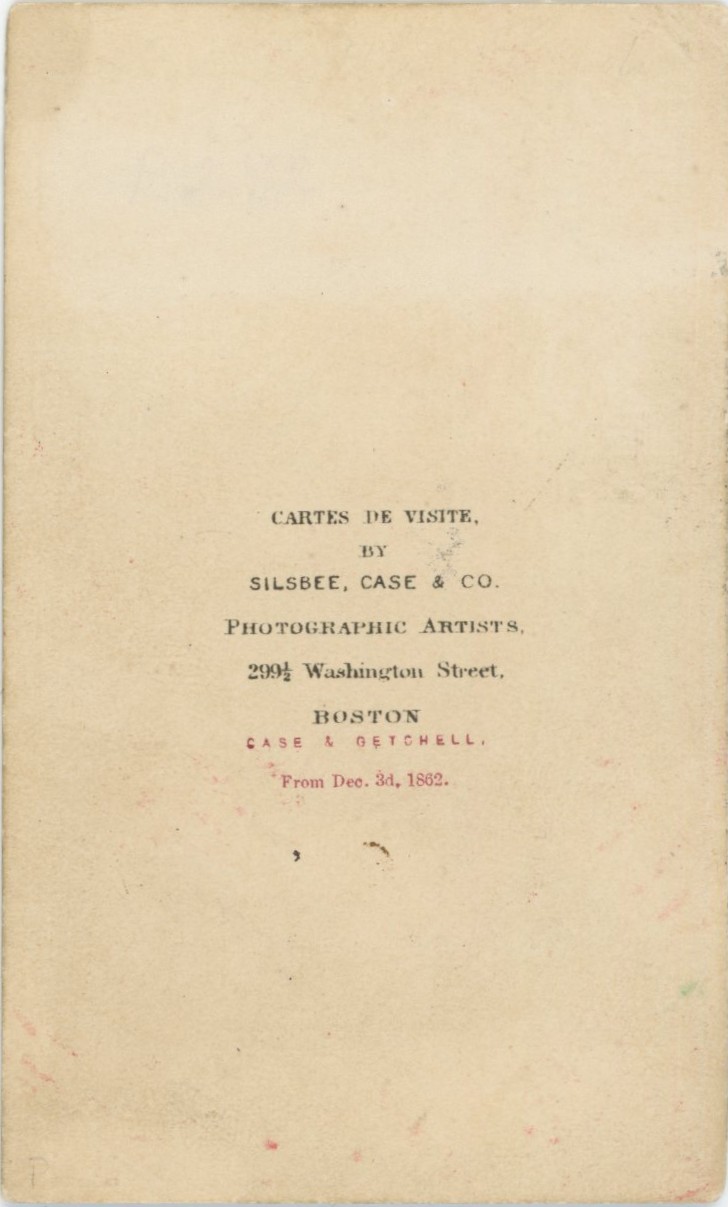 CARTES DE VISITE,
BY
SILSBEE, CASE & CO.
PHOTOGRAPHIC ARTISTS,
299½ Washington Street,
BOSTON
CASE & GETCHELL,
From Dec. 3d, 1862.